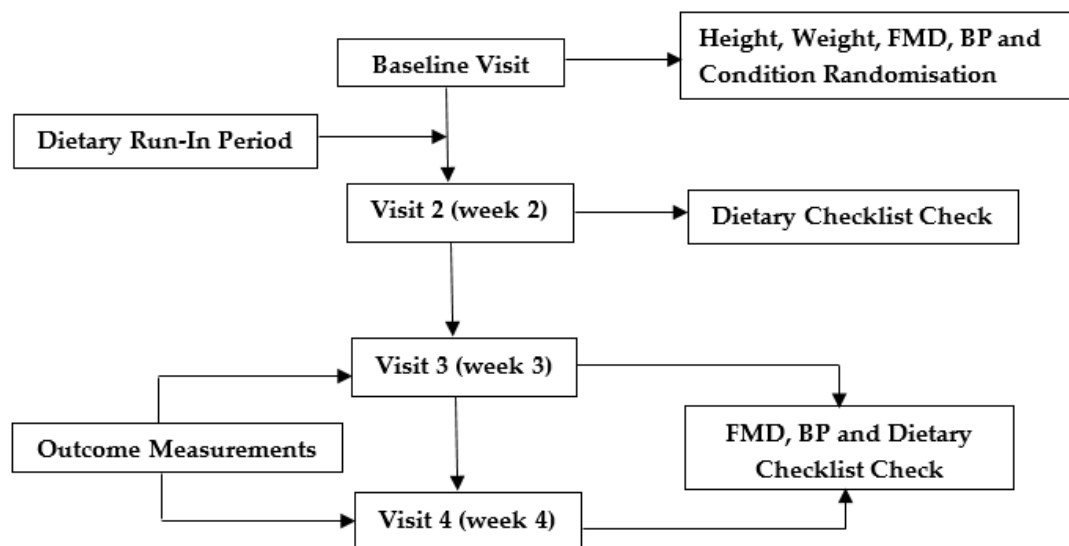 Baseline Visit
Height, Weight, FMD, BP and
Condition Randomisation
Dietary Run-In Period
Visit 2 (week 2)
Dietary Checklist Check
Visit 3 (week 3)
Outcome Measurements
FMD, BP and Dietary
Checklist Check
Visit 4 (week 4)